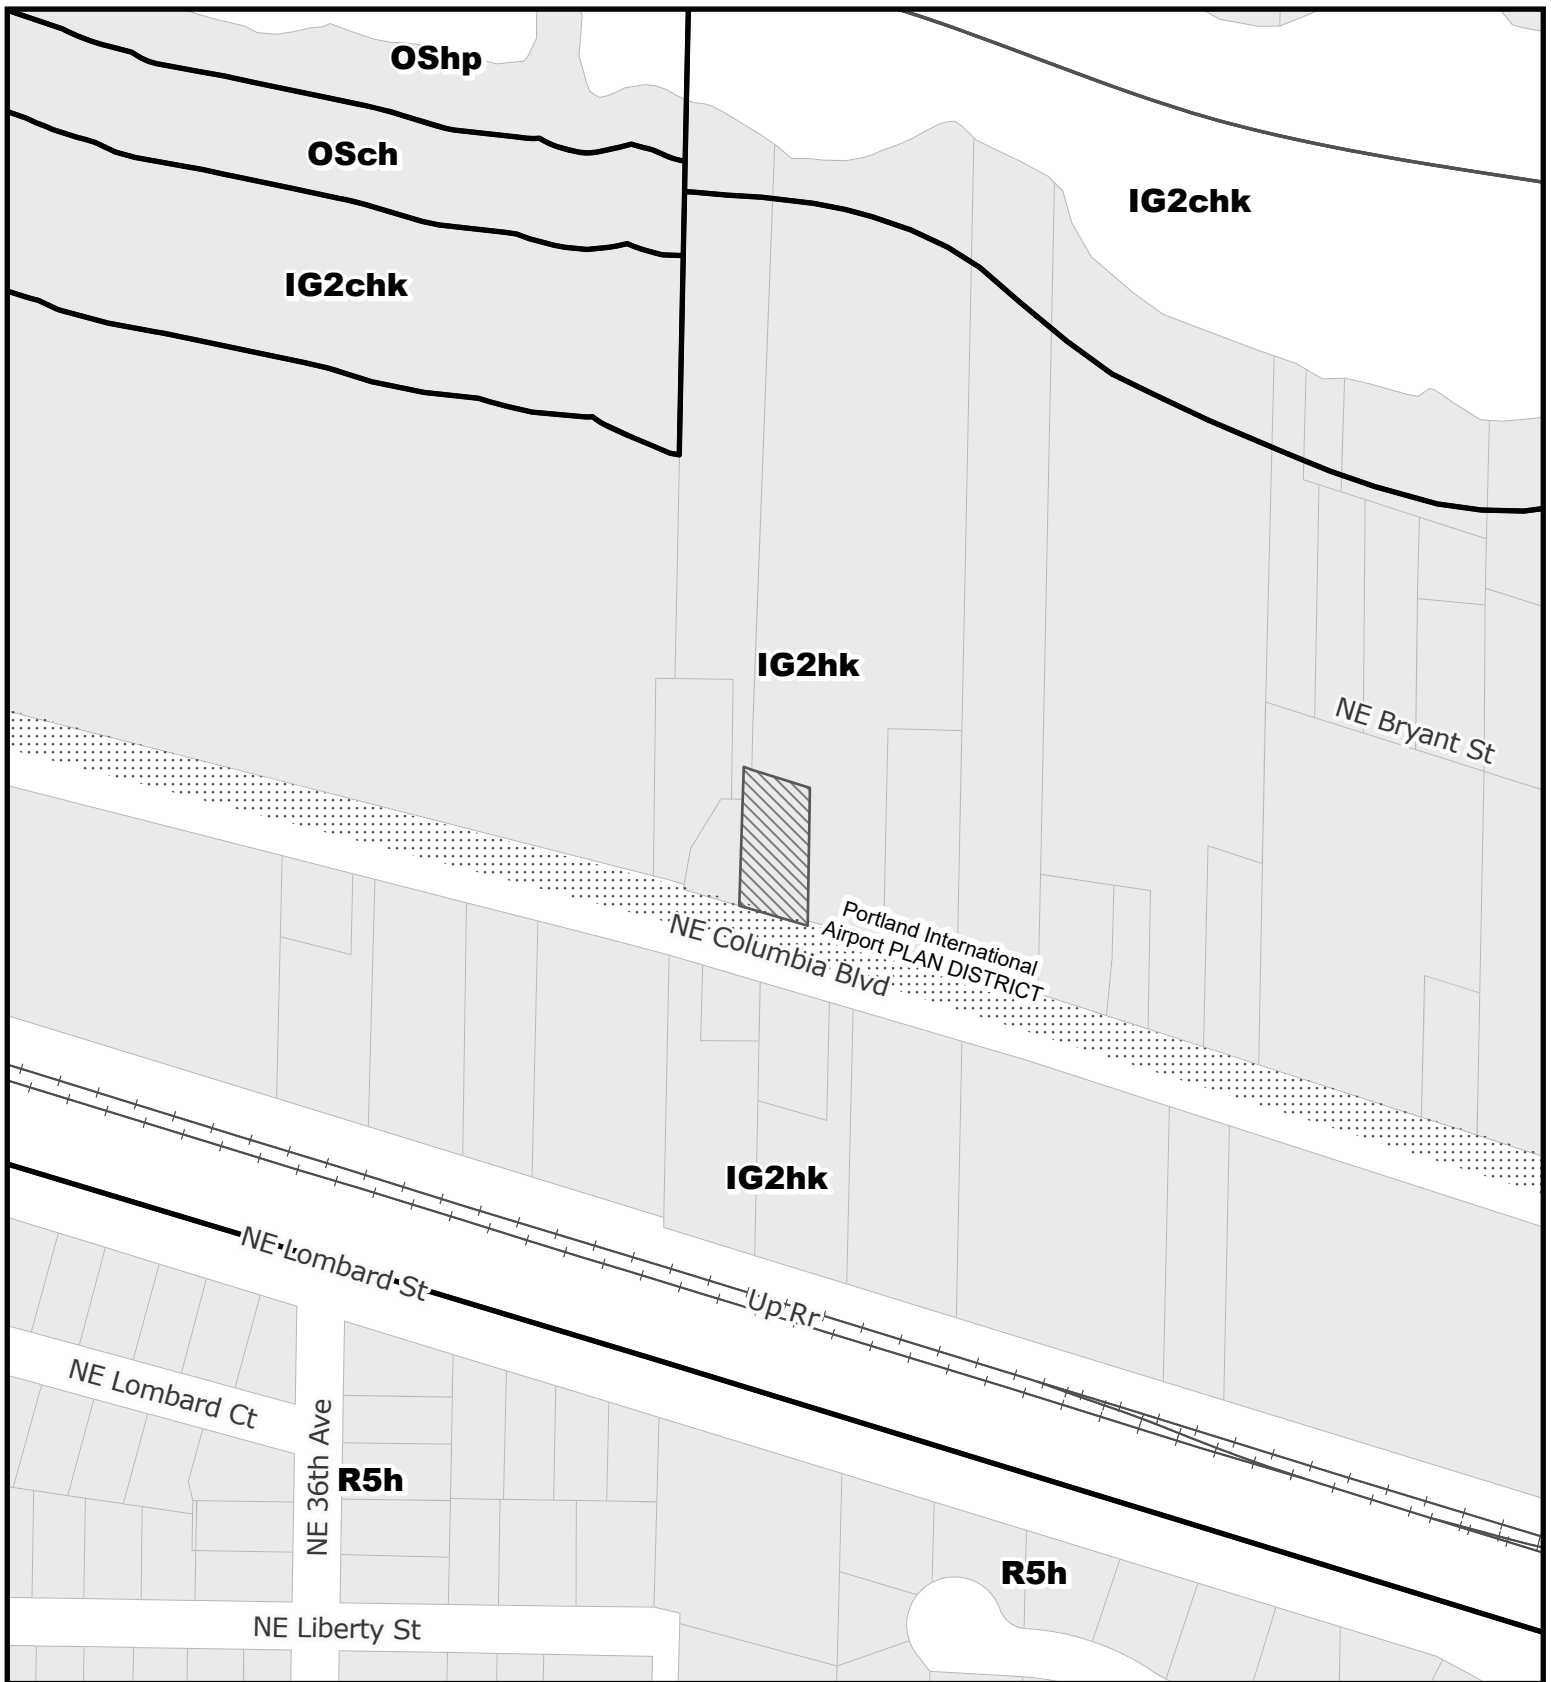 OShp
OSch
IG2chk
IG2chk
IG2hk
NE Bryant St
Portland International
Airport PLAN DISTRICT
NE Columbia Blvd
IG2hk
NE Lombard St
Up Rr
NE Lombard Ct
NE 36th Ave
R5h
R5h
NE Liberty St